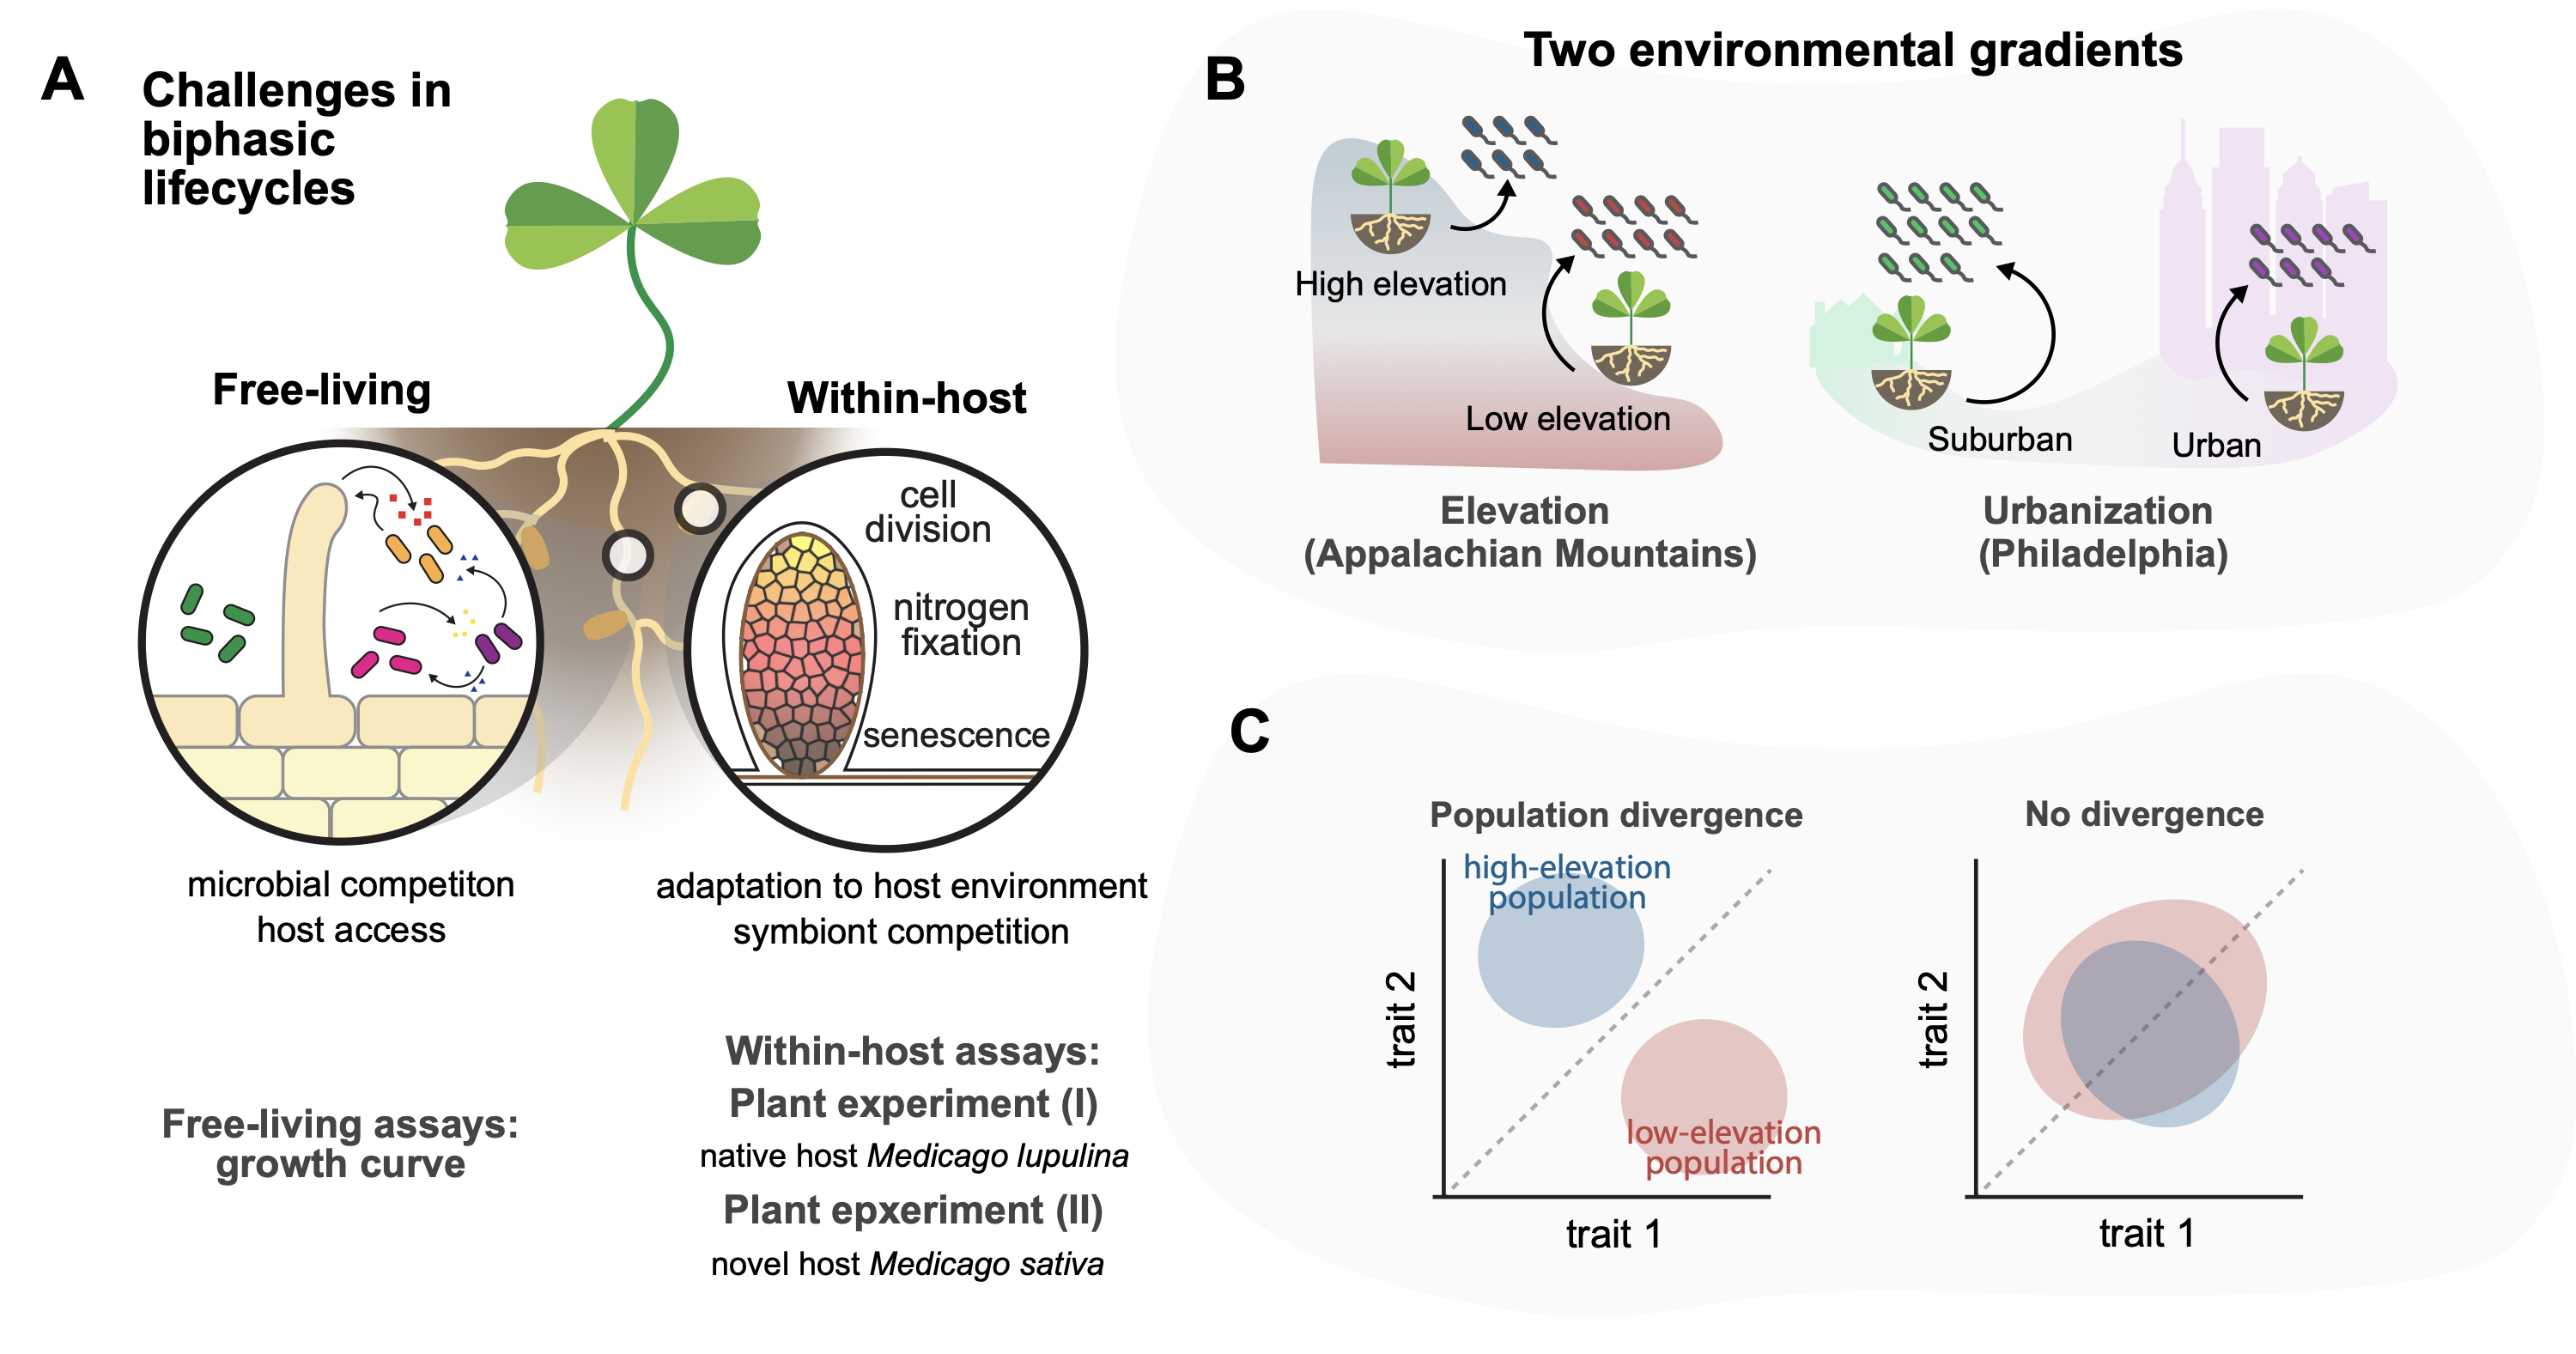 A
Challenges in
biphasic
lifecycles
Free-living
Within-host
cell
division
nitrogen
fixation
senescence
microbial competiton
host access
adaptation to host environment
symbiont competition
Free-living assays:
growth curve
Within-host assays:
Plant experiment (I)
native host Medicago lupulina
Plant epxeriment (II)
novel host Medicago sativa
B
Two environmental gradients
High elevation
Low elevation
Suburban
Urban
Elevation
(Appalachian Mountains)
Urbanization
(Philadelphia)
C
Population divergence
high-elevation
population
low-elevation
population
trait 2
trait 1
No divergence
trait 2
trait 1